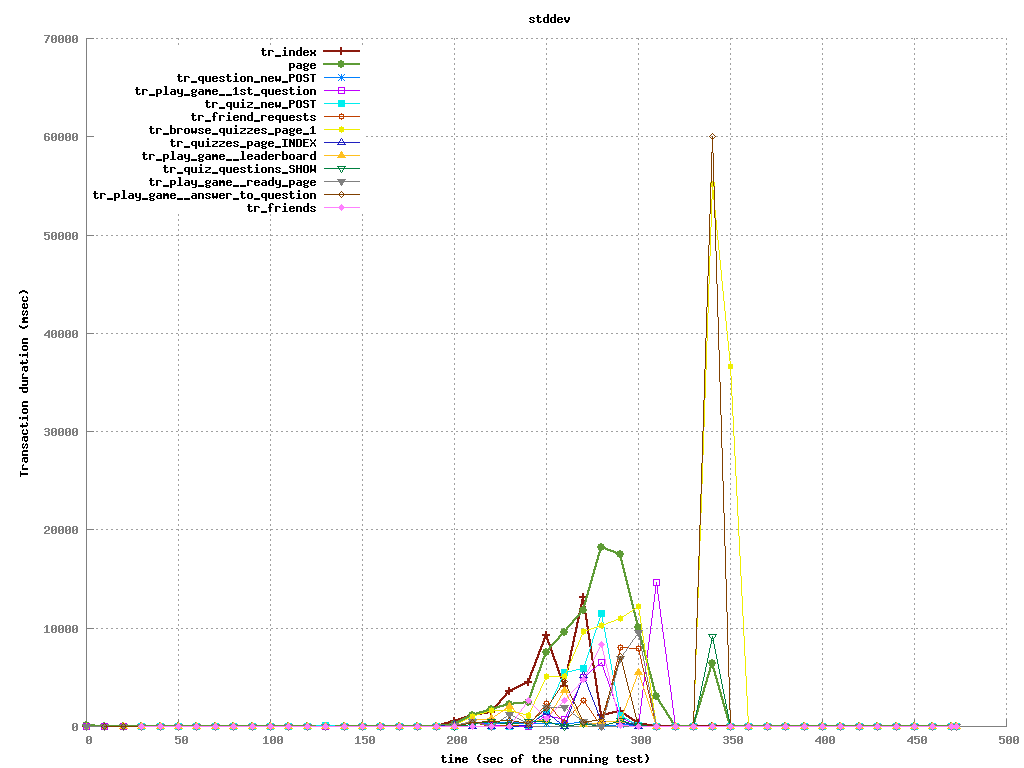 stddev
70000
60000
50000
40000
30000
20000
10000
0
Transaction duration (msec)
tr_index
page
tr_question_new_POST
tr_play_game__1st_question
tr_quiz_new_POST
tr_friend_requests
tr_browse_quizzes_page_1
tr_quizzes_page_INDEX
tr_play_game__leaderboard
tr_quiz_questions_SHOW
tr_play_game__ready_page
tr_play_game__answer_to_question
tr_friends
0 50 100 150 200 250 300 350 400 450 500
time (sec of the running test)